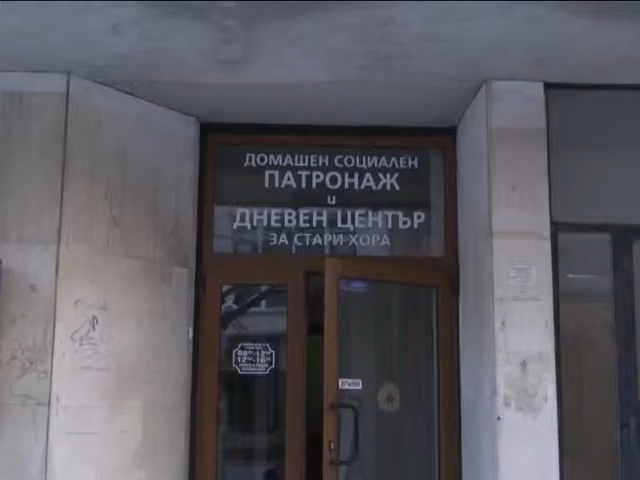 ДОМАШЕН СОЦИАЛЕН
ПАТРОНАЖ
и
ДНЕВЕН ЦЕНТЪР
ЗА СТАРИ ХОРА